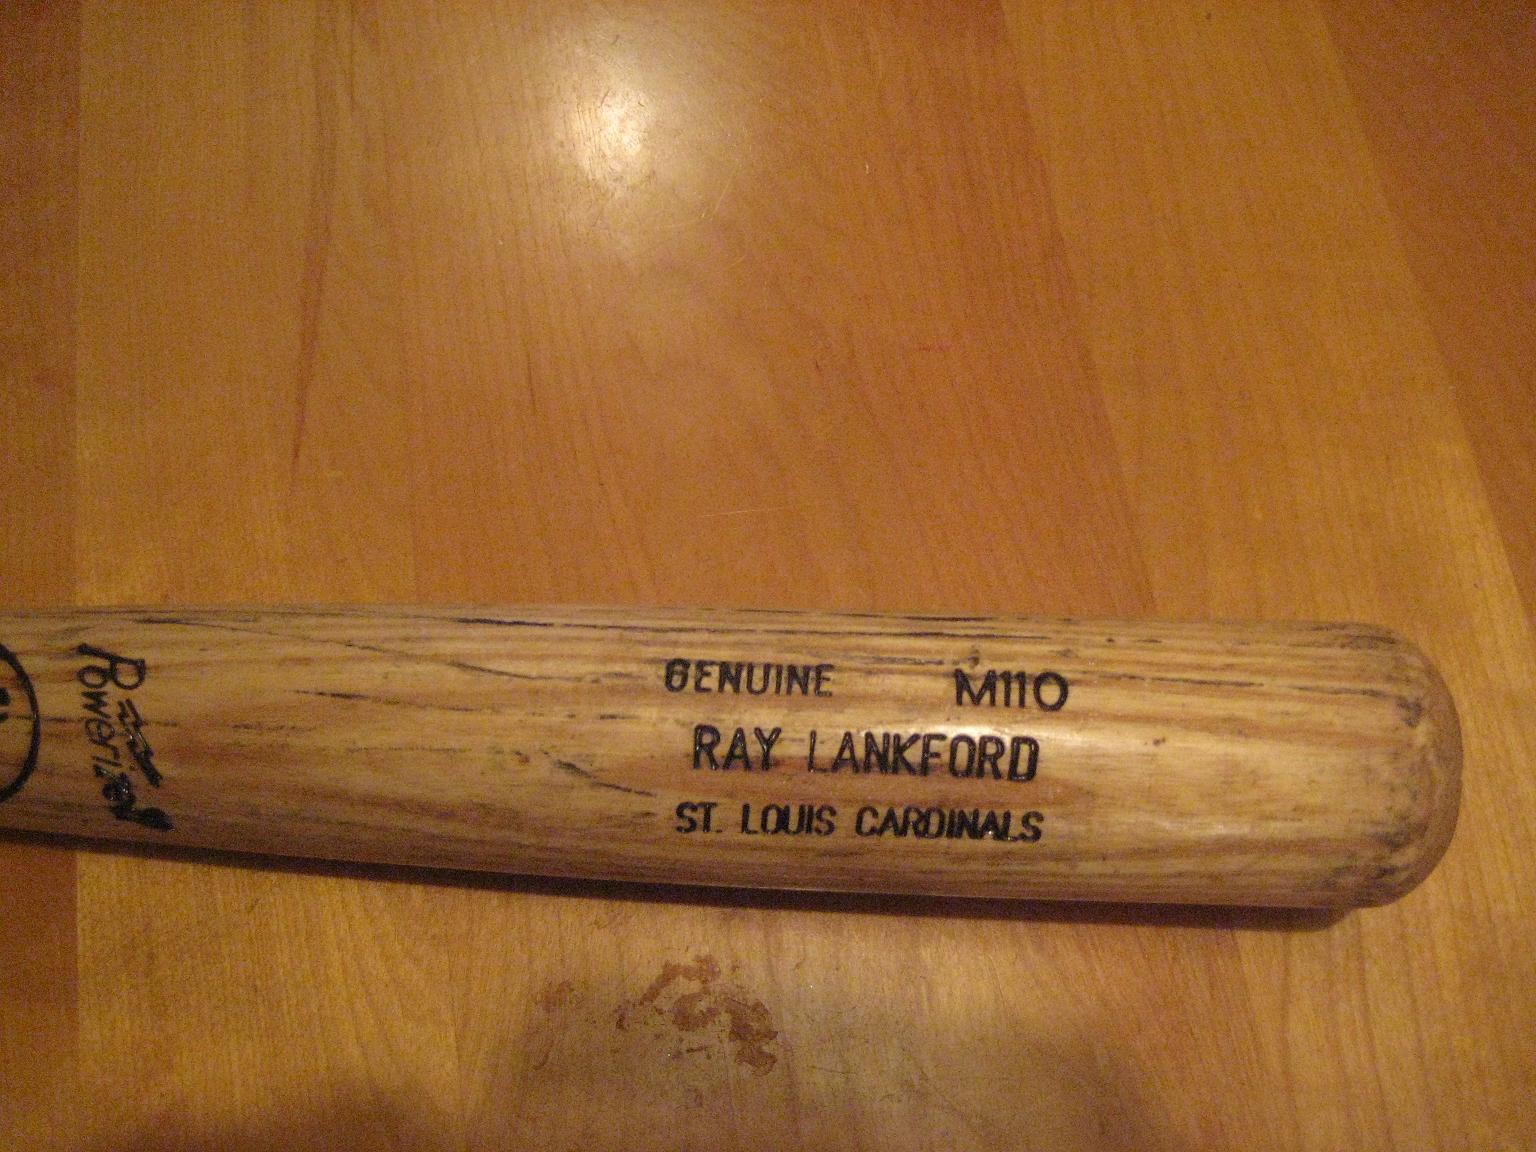 GENUINE M110
RAY LANKFORD
ST. LOUIS CARDINALS
Powerized